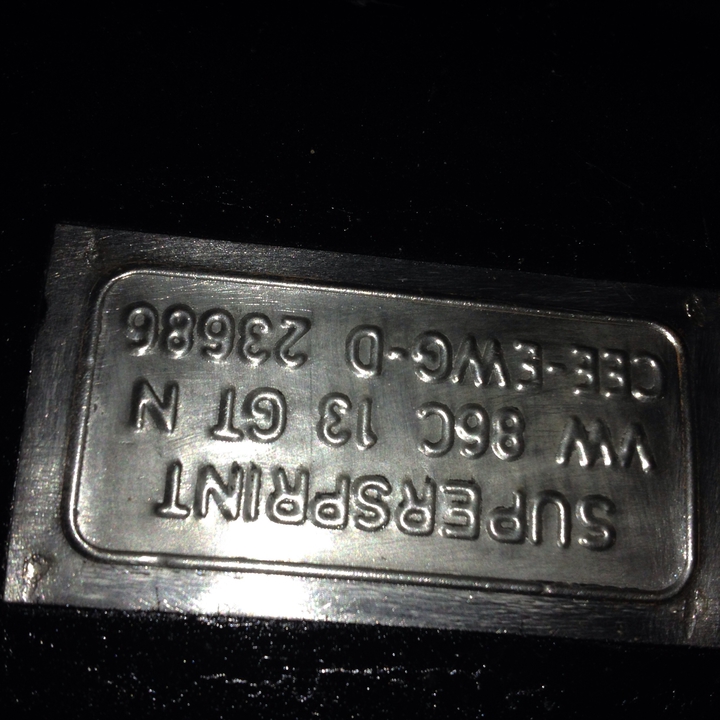 SUPERSPRINT
VW 86C 13 GT N
CEE-EWG-D 23686